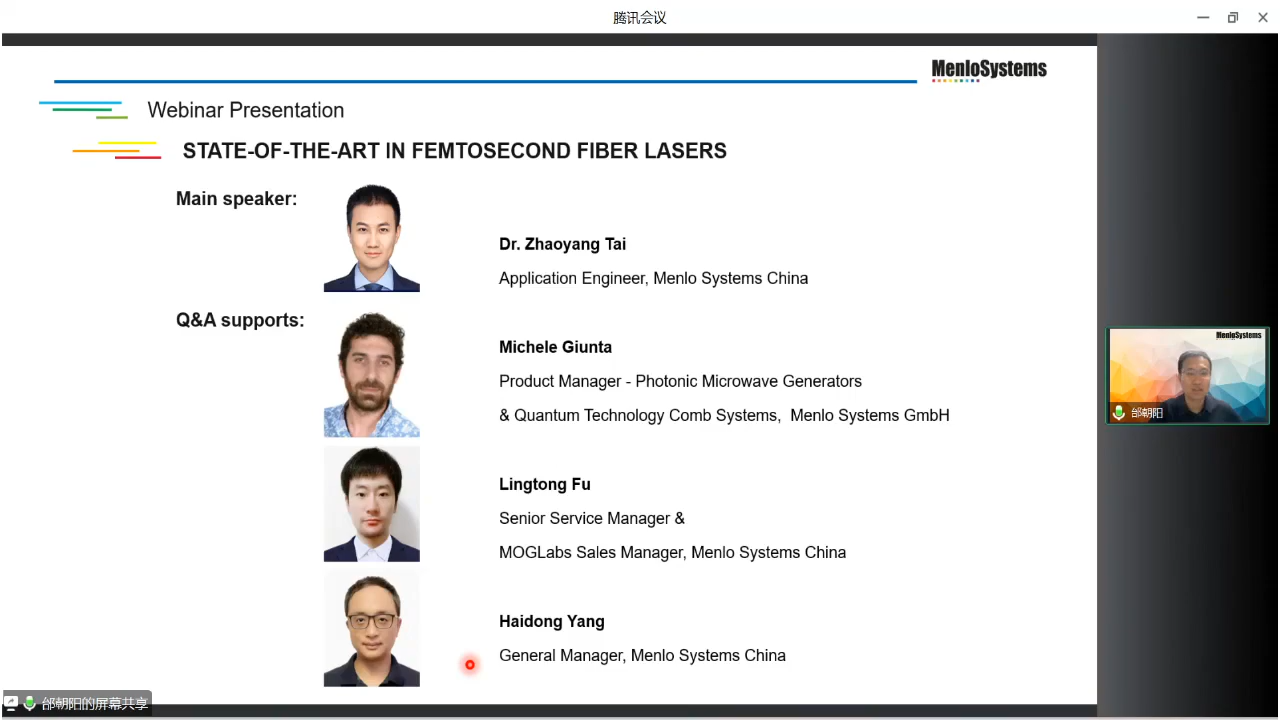 腾讯会议
MenloSystems
Webinar Presentation
STATE-OF-THE-ART IN FEMTOSECOND FIBER LASERS
Main speaker:
Dr. Zhaoyang Tai
Application Engineer, Menlo Systems China
Q&A supports:
Michele Giunta
Product Manager - Photonic Microwave Generators
& Quantum Technology Comb Systems, Menlo Systems GmbH
MenloSystems
邰朝阳
Lingtong Fu
Senior Service Manager &
MOGLabs Sales Manager, Menlo Systems China
Haidong Yang
General Manager, Menlo Systems China
邰朝阳的屏幕共享